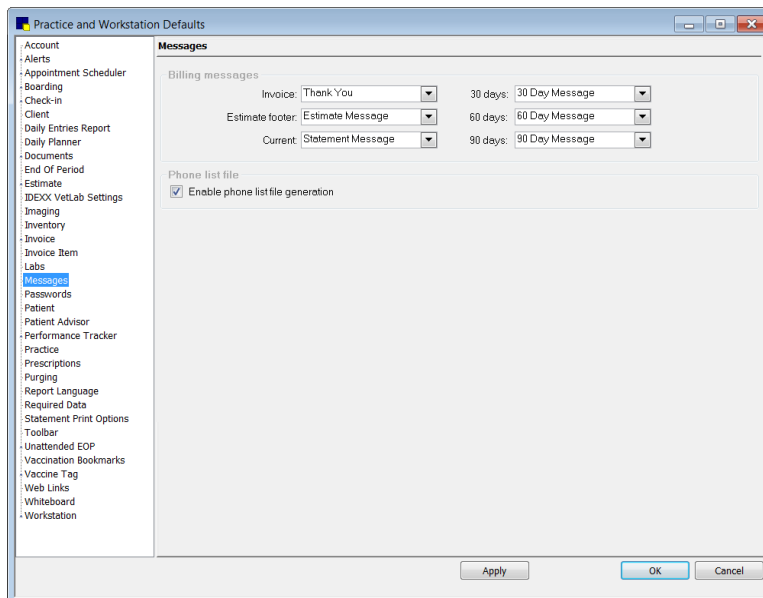 Practice and Workstation Defaults
Account
Alerts
Appointment Scheduler
Boarding
Check-in
Client
Daily Entries Report
Daily Planner
Documents
End Of Period
Estimate
IDEXX VetLab Settings
Imaging
Inventory
Invoice
Invoice Item
Labs
Messages
Passwords
Patient
Patient Advisor
Performance Tracker
Practice
Prescriptions
Purging
Report Language
Required Data
Statement Print Options
Toolbar
Unattended EOP
Vaccination Bookmarks
Vaccine Tag
Web Links
Whiteboard
Workstation
Messages
Billing messages
Invoice: Thank You 30 days: 30 Day Message
Estimate footer: Estimate Message 60 days: 60 Day Message
Current: Statement Message 90 days: 90 Day Message
Phone list file
Enable phone list file generation
Apply OK Cancel